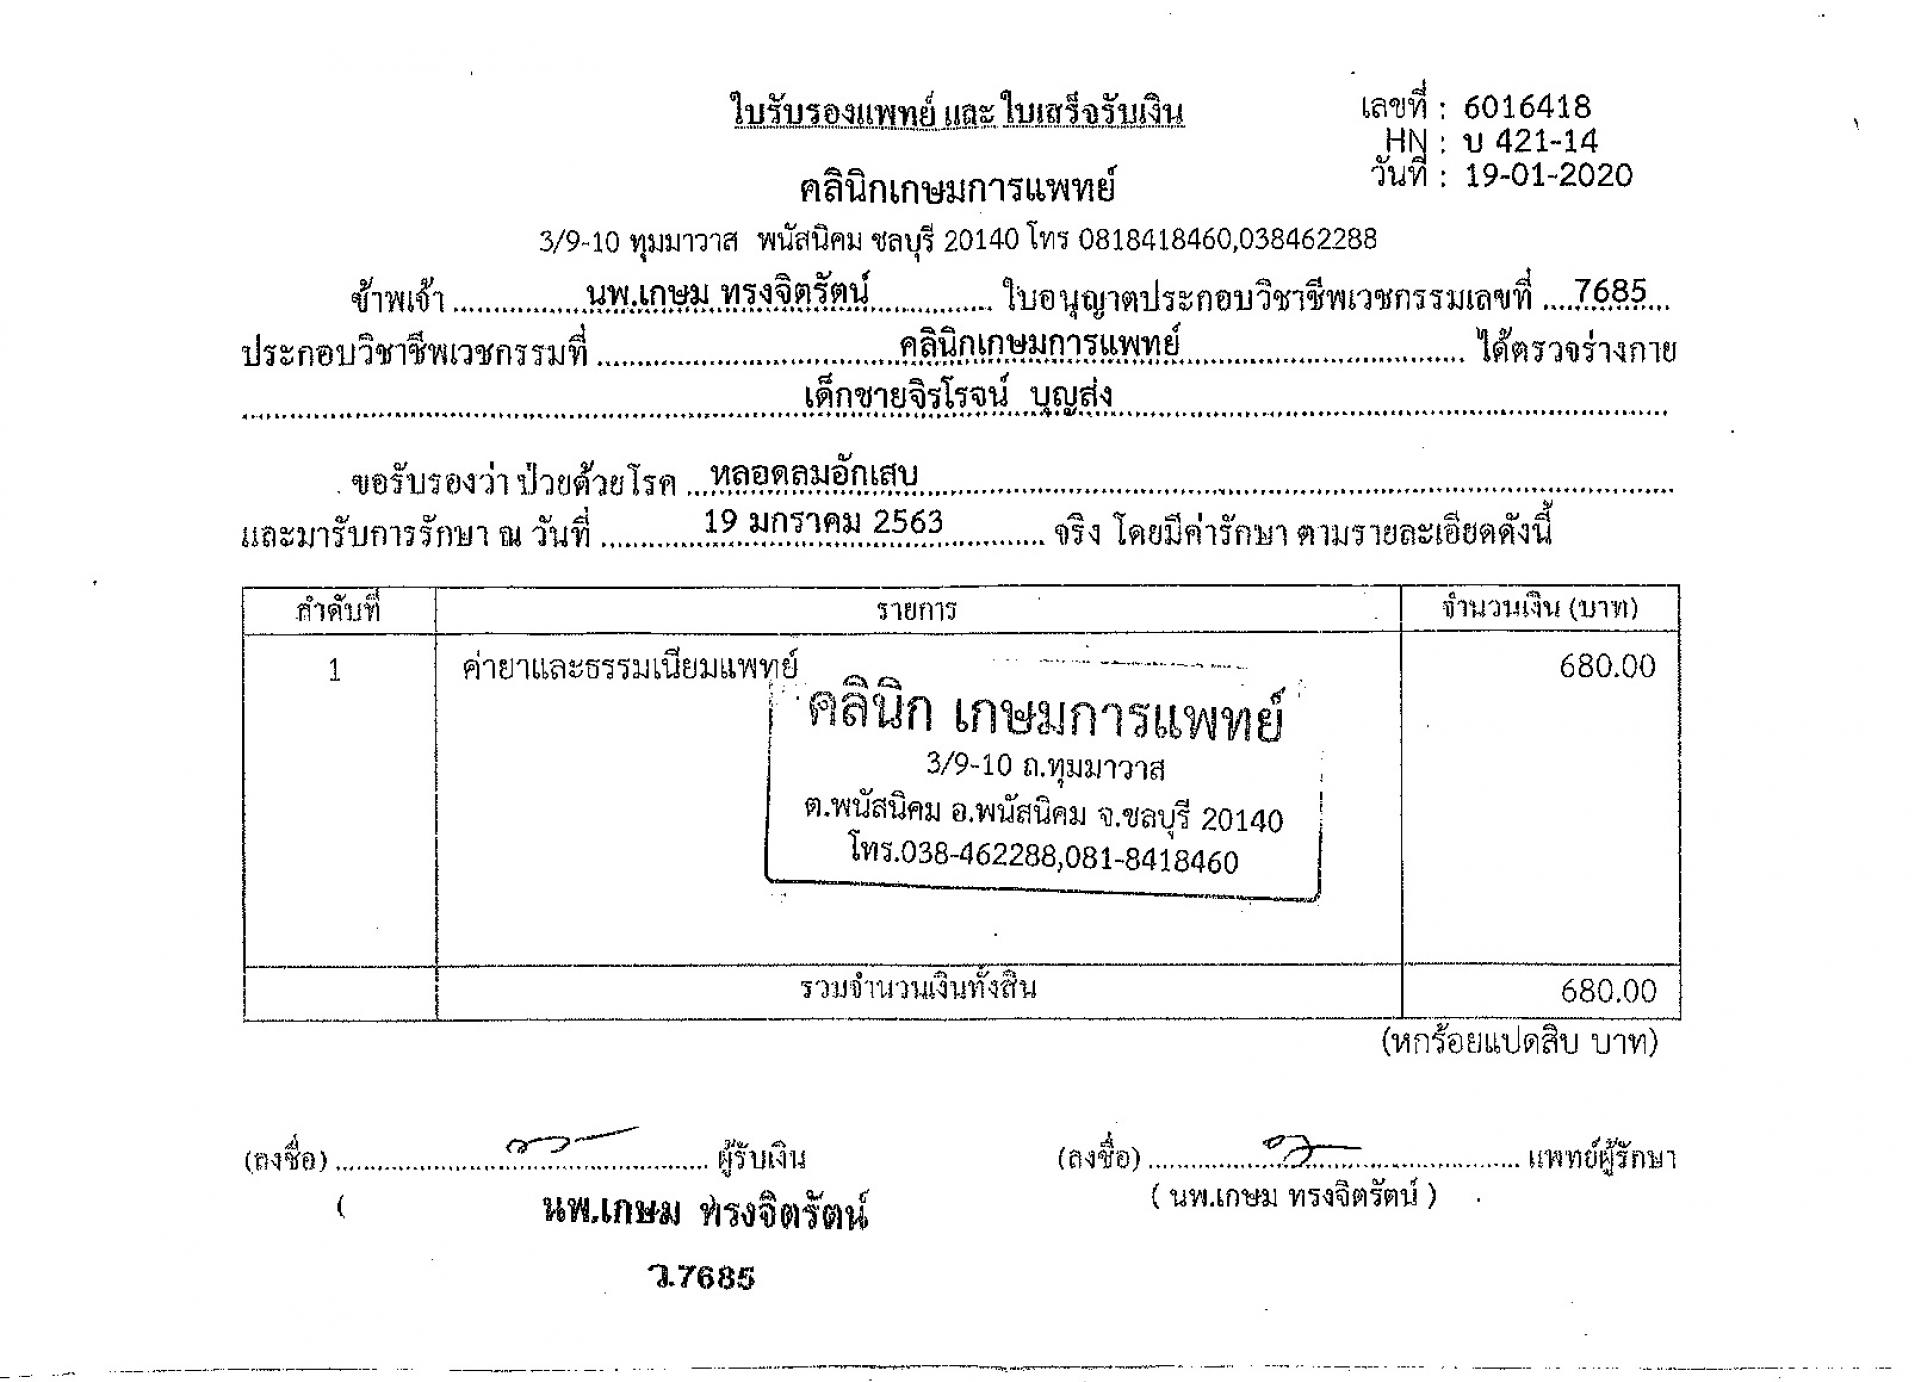 ใบรับรองแพทย์ และ ใบเสร็จรับเงิน
เลขที่ : 6016418
HN : บ 421-14
วันที่ : 19-01-2020
คลินิกเกษมการแพทย์
3/9-10 ทุมมาวาส พนัสนิคม ชลบุรี 20140 โทร 0818418460,038462288
ข้าพเจ้า นพ.เกษม ทรงจิตรัตน์ ใบอนุญาตประกอบวิชาชีพเวชกรรมเลขที่ 7685
ประกอบวิชาชีพเวชกรรมที่ คลินิกเกษมการแพทย์ ได้ตรวจร่างกาย
เด็กชายจิรโรจน์ บุญส่ง
ขอรับรองว่า ป่วยด้วยโรค หลอดลมอักเสบ
และมารับการรักษา ณ วันที่ 19 มกราคม 2563 จริง โดยมีค่ารักษา ตามรายละเอียดดังนี้
ลำดับที่ รายการ จำนวนเงิน (บาท)
1 ค่ายาและธรรมเนียมแพทย์ 680.00
คลินิก เกษมการแพทย์
3/9-10 ถ.ทุมมาวาส
ต.พนัสนิคม อ.พนัสนิคม จ.ชลบุรี 20140
โทร.038-462288,081-8418460
รวมจำนวนเงินทั้งสิน 680.00
(หกร้อยแปดสิบ บาท)
(ลงชื่อ) ผู้รับเงิน (ลงชื่อ) แพทย์ผู้รักษา
( นพ.เกษม ทรงจิตรัตน์ ( นพ.เกษม ทรงจิตรัตน์ )
ว.7685